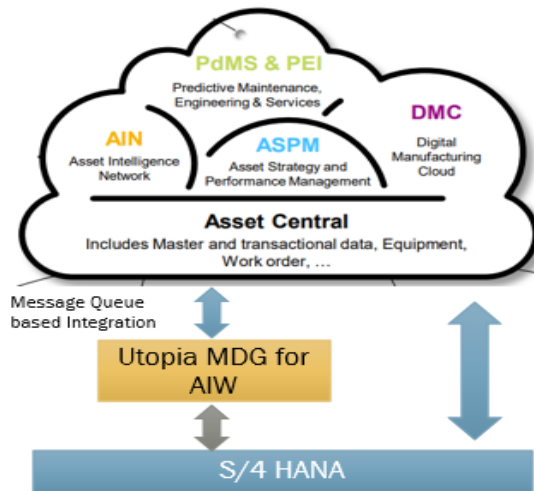 PdMS & PEI
Predictive Maintenance,
Engineering & Services
DMC
Digital
Manufacturing
Cloud
AIN
Asset Intelligence
Network
ASPM
Asset Strategy and
Performance Management
Asset Central
Includes Master and transactional data, Equipment,
Work order, ...
Message Queue
based Integration
Utopia MDG for
AIW
S/4 HANA